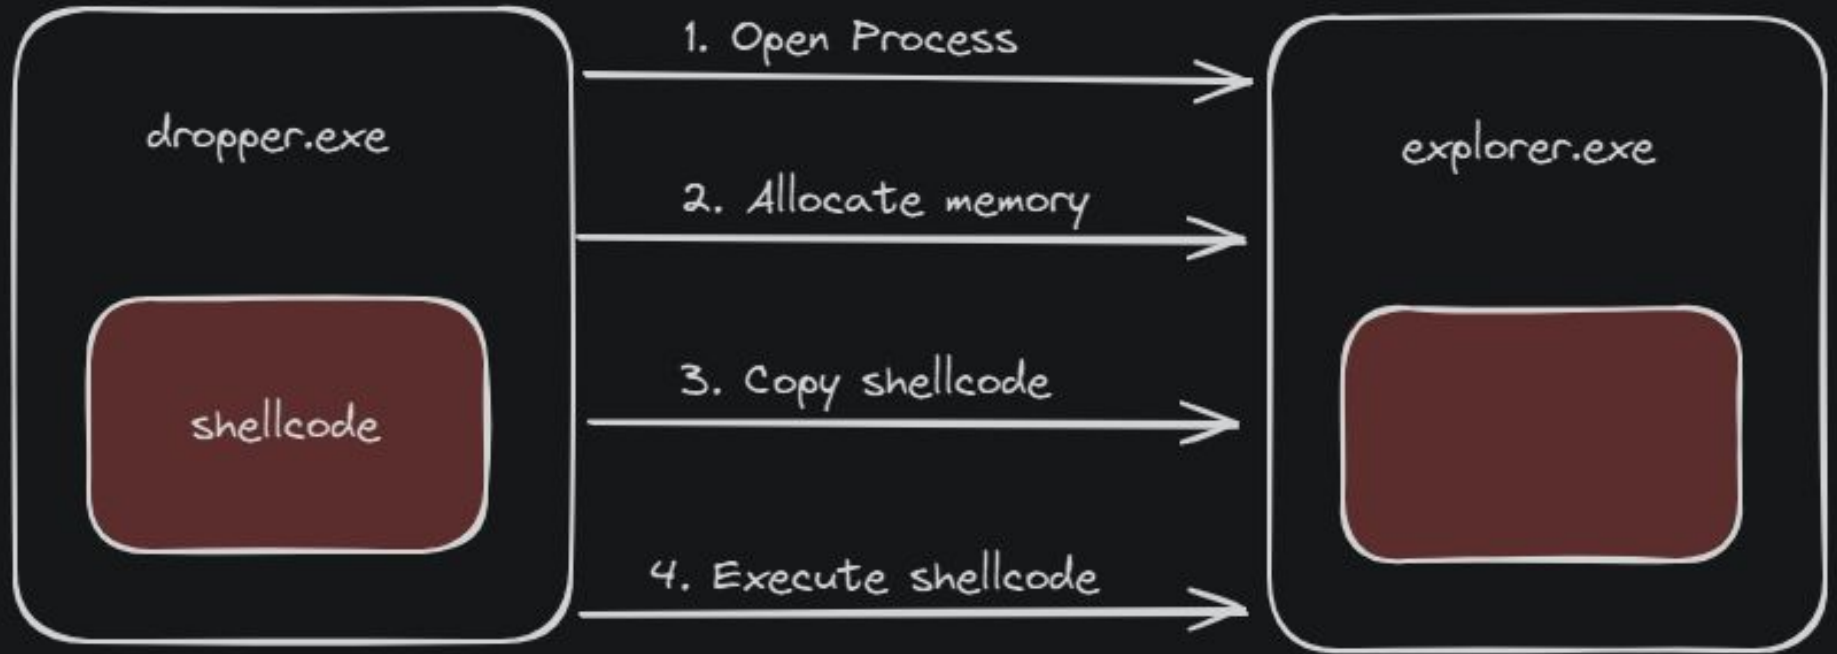 1. Open Process
dropper.exe
explorer.exe
2. Allocate memory
3. Copy shellcode
shellcode
4. Execute shellcode